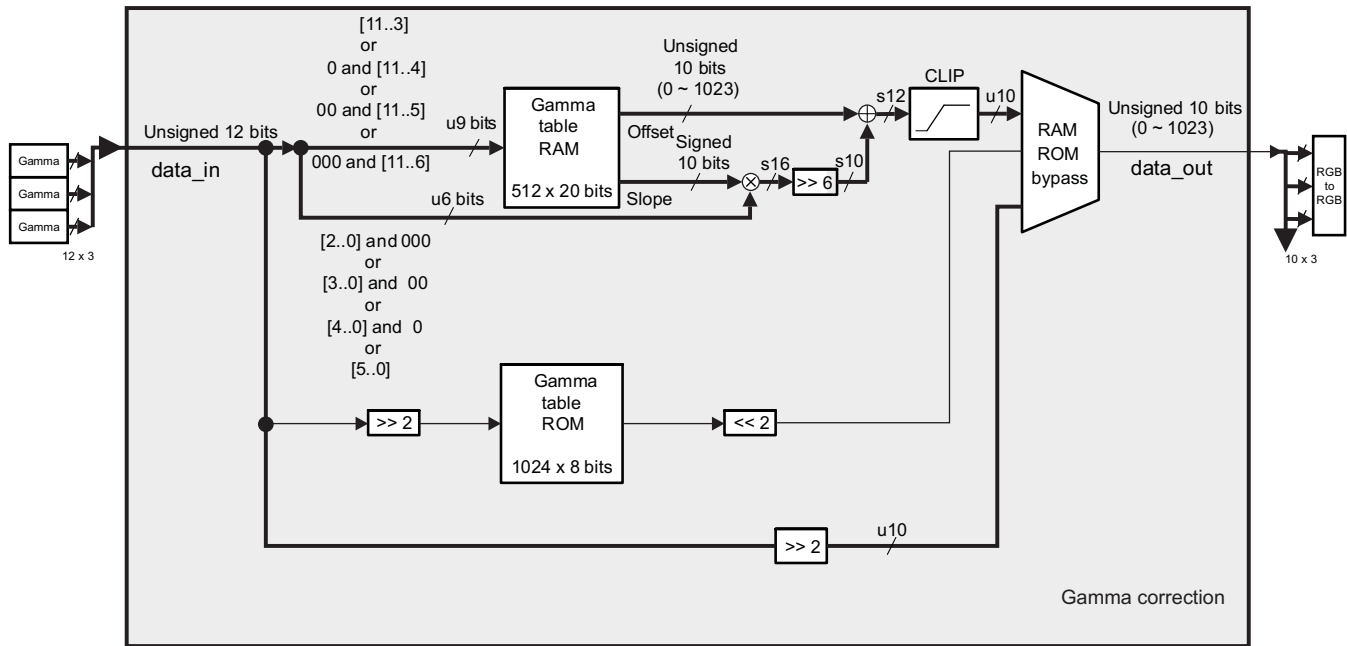 [11..3]
or
0 and [11..4]
or
00 and [11..5]
or
000 and [11..6]
Unsigned 12 bits
data_in
Gamma
Gamma
Gamma
12 x 3
u9 bits
u6 bits
Gamma
table
RAM
512 x 20 bits
Unsigned
10 bits
(0 ~ 1023)
Offset
Signed
10 bits
Slope
s16
>> 6
s10
s12
CLIP
u10
RAM
ROM
bypass
Unsigned 10 bits
(0 ~ 1023)
data_out
RGB
to
RGB
10 x 3
[2..0] and 000
or
[3..0] and 00
or
[4..0] and 0
or
[5..0]
>> 2
Gamma
table
ROM
1024 x 8 bits
<< 2
>> 2
u10
Gamma correction